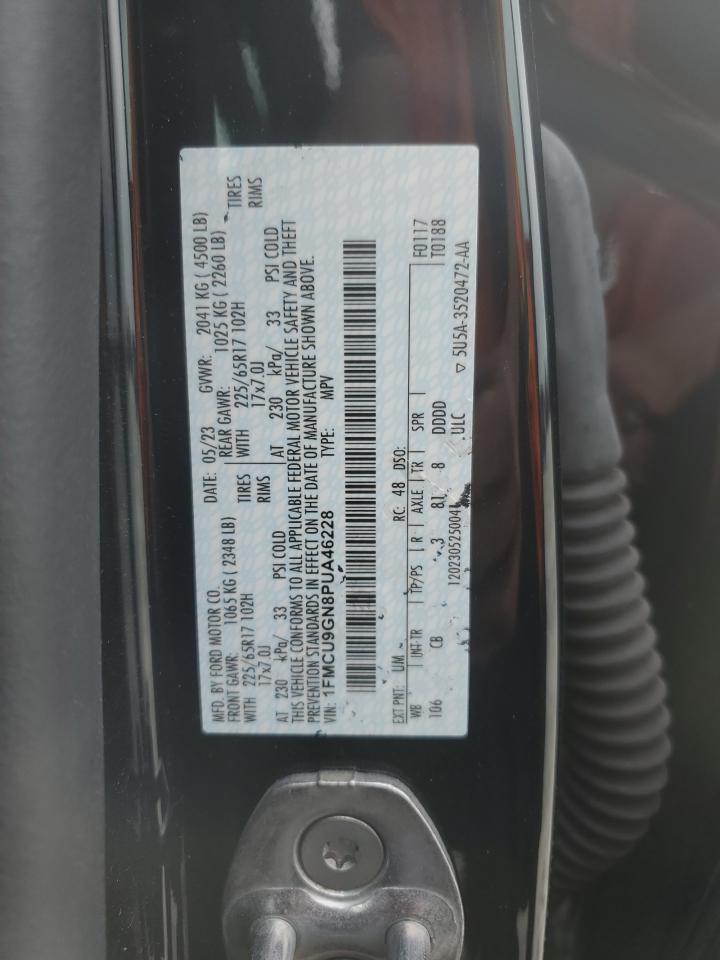 MFD. BY FORD MOTOR CO.
DATE: 05/23 GVWR: 2041 KG ( 4500 LB)
FRONT GAWR: 1065 KG ( 2348 LB)
REAR GAWR: 1025 KG ( 2260 LB)
WITH 225/65R17 102H TIRES
WITH 225/65R17 102H TIRES
17x7.0J RIMS
17x7.0J RIMS
AT 230 kPa/ 33 PSI COLD
AT 230 kPa/ 33 PSI COLD
THIS VEHICLE CONFORMS TO ALL APPLICABLE FEDERAL MOTOR VEHICLE SAFETY AND THEFT
PREVENTION STANDARDS IN EFFECT ON THE DATE OF MANUFACTURE SHOWN ABOVE.
VIN: 1FMCU9GN8PUA46228
TYPE: MPV
EXT PNT: UM RC: 48 DSO: F0117
WB INT TR TP/PS R AXLE TR SPR T0188
106 CB 3 8 DDDD
ULC ▽ 5U5A-3520472-AA